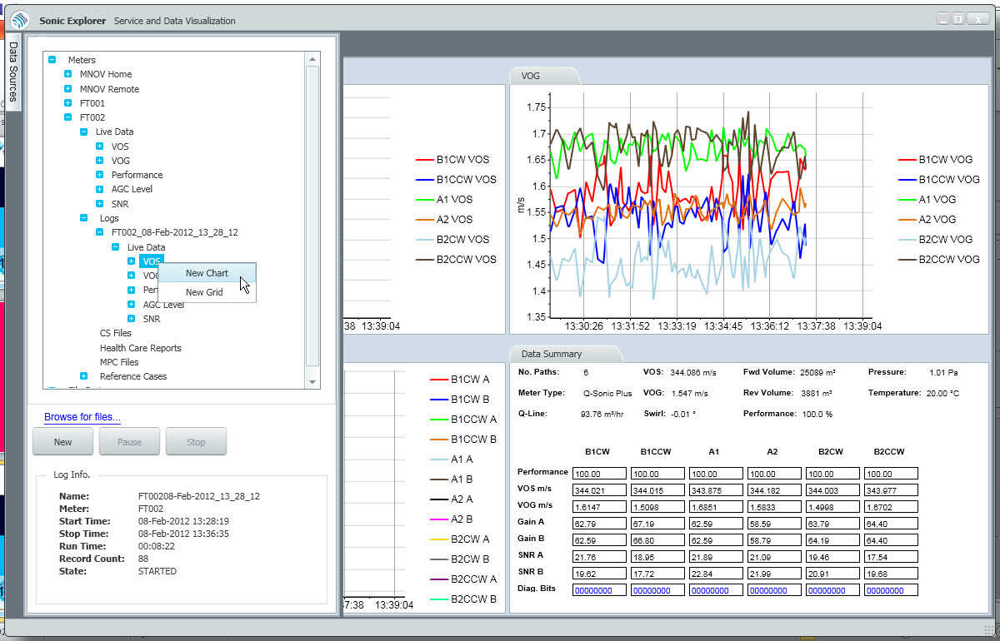 Sonic Explorer Service and Data Visualization
Data Sources
Meters
MNOV Home
MNOV Remote
FT001
FT002
Live Data
VOS
VOG
Performance
AGC Level
SNR
Logs
FT002_08-Feb-2012_13_28_12
Live Data
VOS
New Chart
New Grid
AGC Level
SNR
CS Files
Health Care Reports
MPC Files
Reference Cases
Browse for files...
New Pause Stop
Log Info.
Name: FT00208-Feb-2012_13_28_12
Meter: FT002
Start Time: 08-Feb-2012 13:28:19
Stop Time: 08-Feb-2012 13:36:35
Run Time: 00:08:22
Record Count: 88
State: STARTED
B1CW VOS
B1CCW VOS
A1 VOS
A2 VOS
B2CW VOS
B2CCW VOS
:38 13:39:04
VOG
m/s
1.75
1.7
1.65
1.6
1.55
1.5
1.45
1.4
1.35
13:30:26 13:31:52 13:33:19 13:34:45 13:36:12 13:37:38 13:39:04
B1CW VOG
B1CCW VOG
A1 VOG
A2 VOG
B2CW VOG
B2CCW VOG
B1CW A
B1CW B
B1CCW A
B1CCW B
A1 A
A1 B
A2 A
A2 B
B2CW A
B2CW B
B2CCW A
B2CCW B
7:38 13:39:04
Data Summary
No. Paths: 6 VOS: 344.086 m/s Fwd Volume: 25089 m³ Pressure: 1.01 Pa
Meter Type: Q-Sonic Plus VOG: 1.547 m/s Rev Volume: 3881 m³ Temperature: 20.00 °C
Q-Line: 93.76 m³/hr Swirl: -0.01 ° Performance: 100.0 %
B1CW B1CCW A1 A2 B2CW B2CCW
Performance 100.00 100.00 100.00 100.00 100.00 100.00
VOS m/s 344.021 344.015 343.875 344.182 344.003 343.977
VOG m/s 1.6147 1.5098 1.6851 1.5833 1.4998 1.6702
Gain A 62.79 67.19 62.59 58.59 63.79 64.40
Gain B 62.59 66.80 62.59 58.79 64.19 64.40
SNR A 21.76 18.95 21.89 21.09 19.46 17.54
SNR B 19.62 17.72 22.84 21.99 20.91 19.68
Diag. Bits 00000000 00000000 00000000 00000000 00000000 00000000